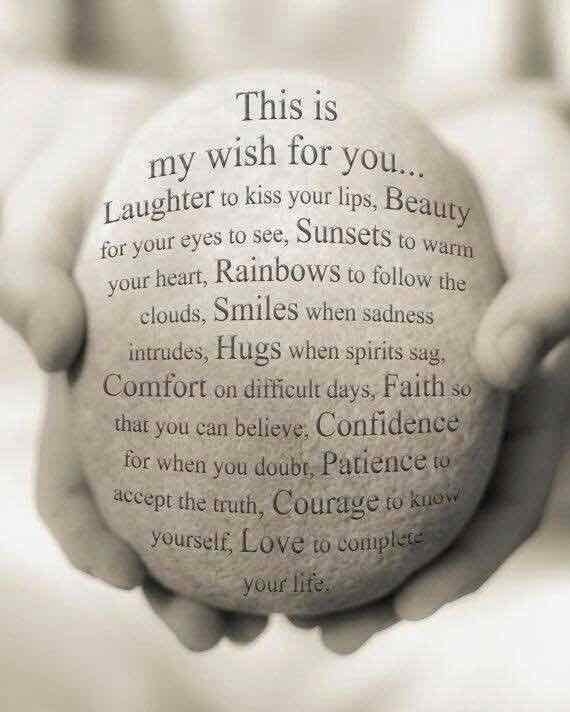 This is
my wish for you...
Laughter to kiss your lips, Beauty
for your eyes to see, Sunsets to warm
your heart, Rainbows to follow the
clouds, Smiles when sadness
intrudes, Hugs when spirits sag,
Comfort on difficult days, Faith so
that you can believe, Confidence
for when you doubt, Patience to
accept the truth, Courage to know
yourself, Love to complete
your life.